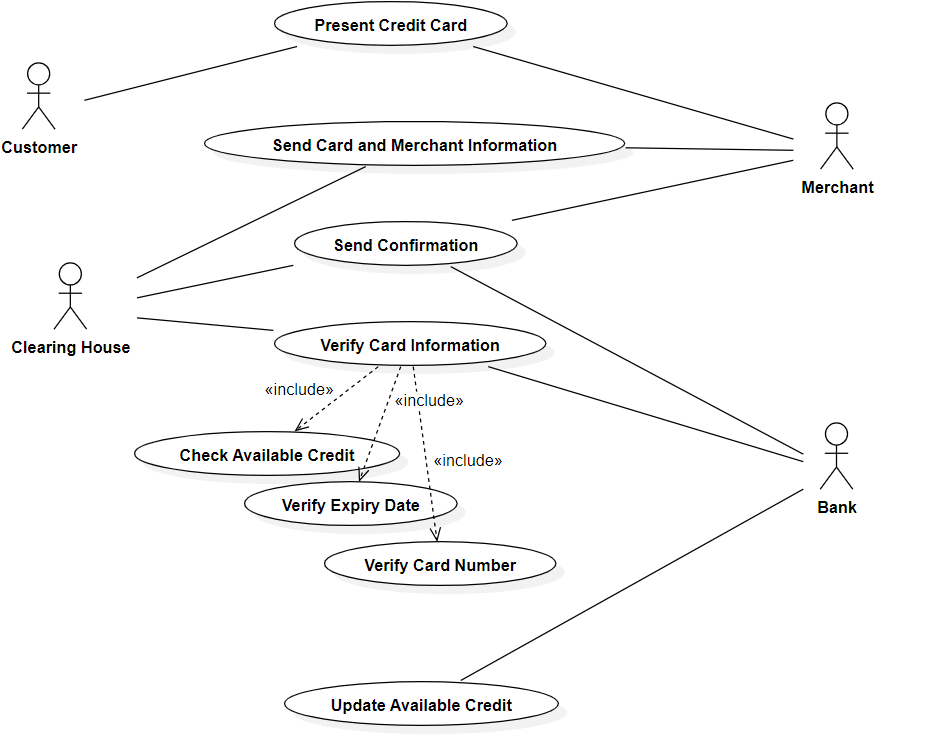 Present Credit Card
Customer
Send Card and Merchant Information
Merchant
Send Confirmation
Clearing House
Verify Card Information
«include»
«include»
Check Available Credit
«include»
Verify Expiry Date
Bank
Verify Card Number
Update Available Credit